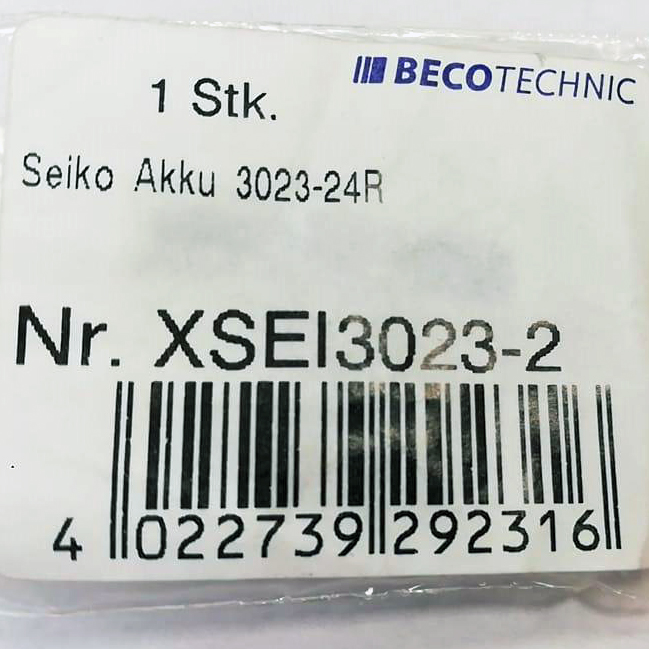 BECOTECHNIC
1 Stk.
Seiko Akku 3023-24R
Nr. XSEI3023-2
4 022739 292316